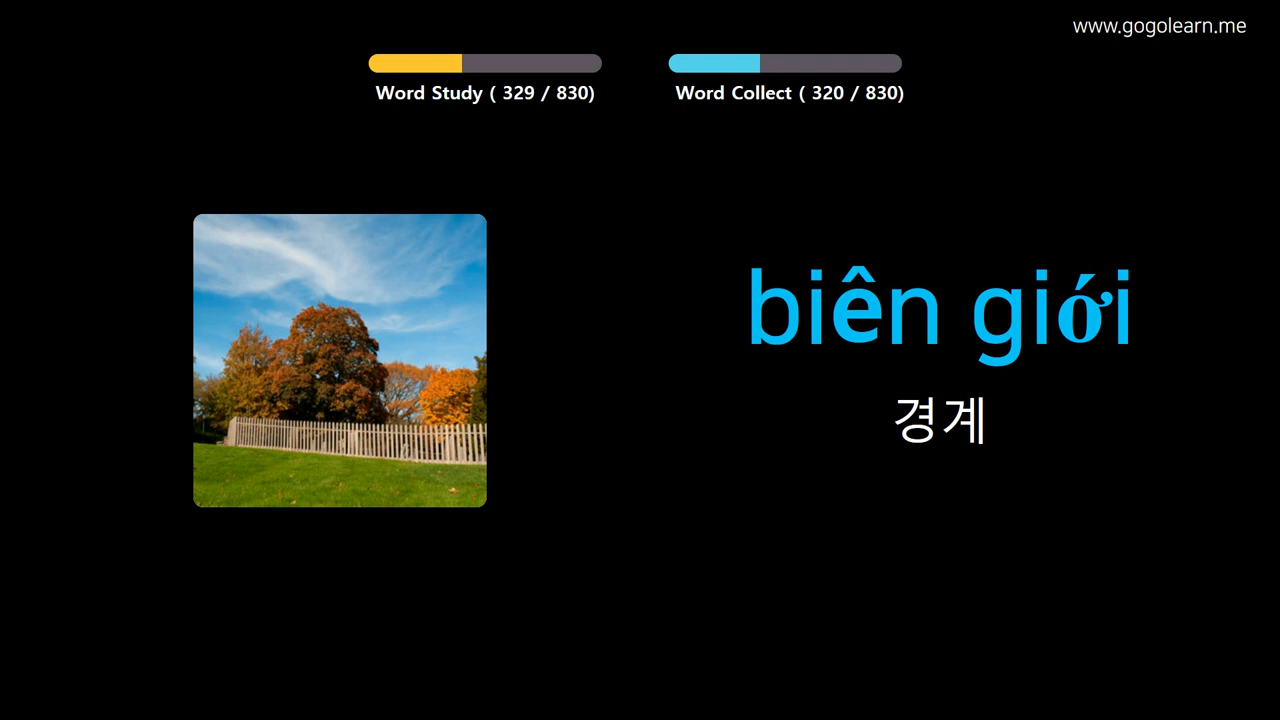 www.gogolearn.me
Word Study ( 329 / 830)
Word Collect ( 320 / 830)
biên giới
경계